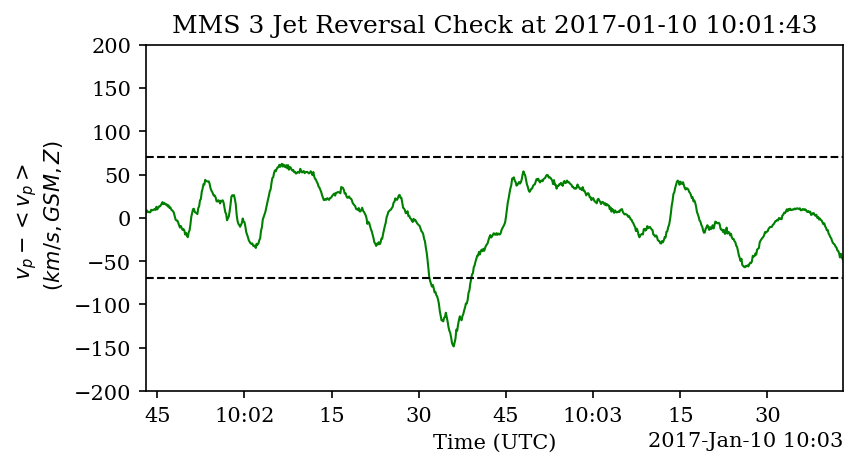 MMS 3 Jet Reversal Check at 2017-01-10 10:01:43
v_p − < v_p >
(km/s, GSM, Z)
200
150
100
50
0
−50
−100
−150
−200
45 10:02 15 30 45 10:03 15 30
Time (UTC)
2017-Jan-10 10:03